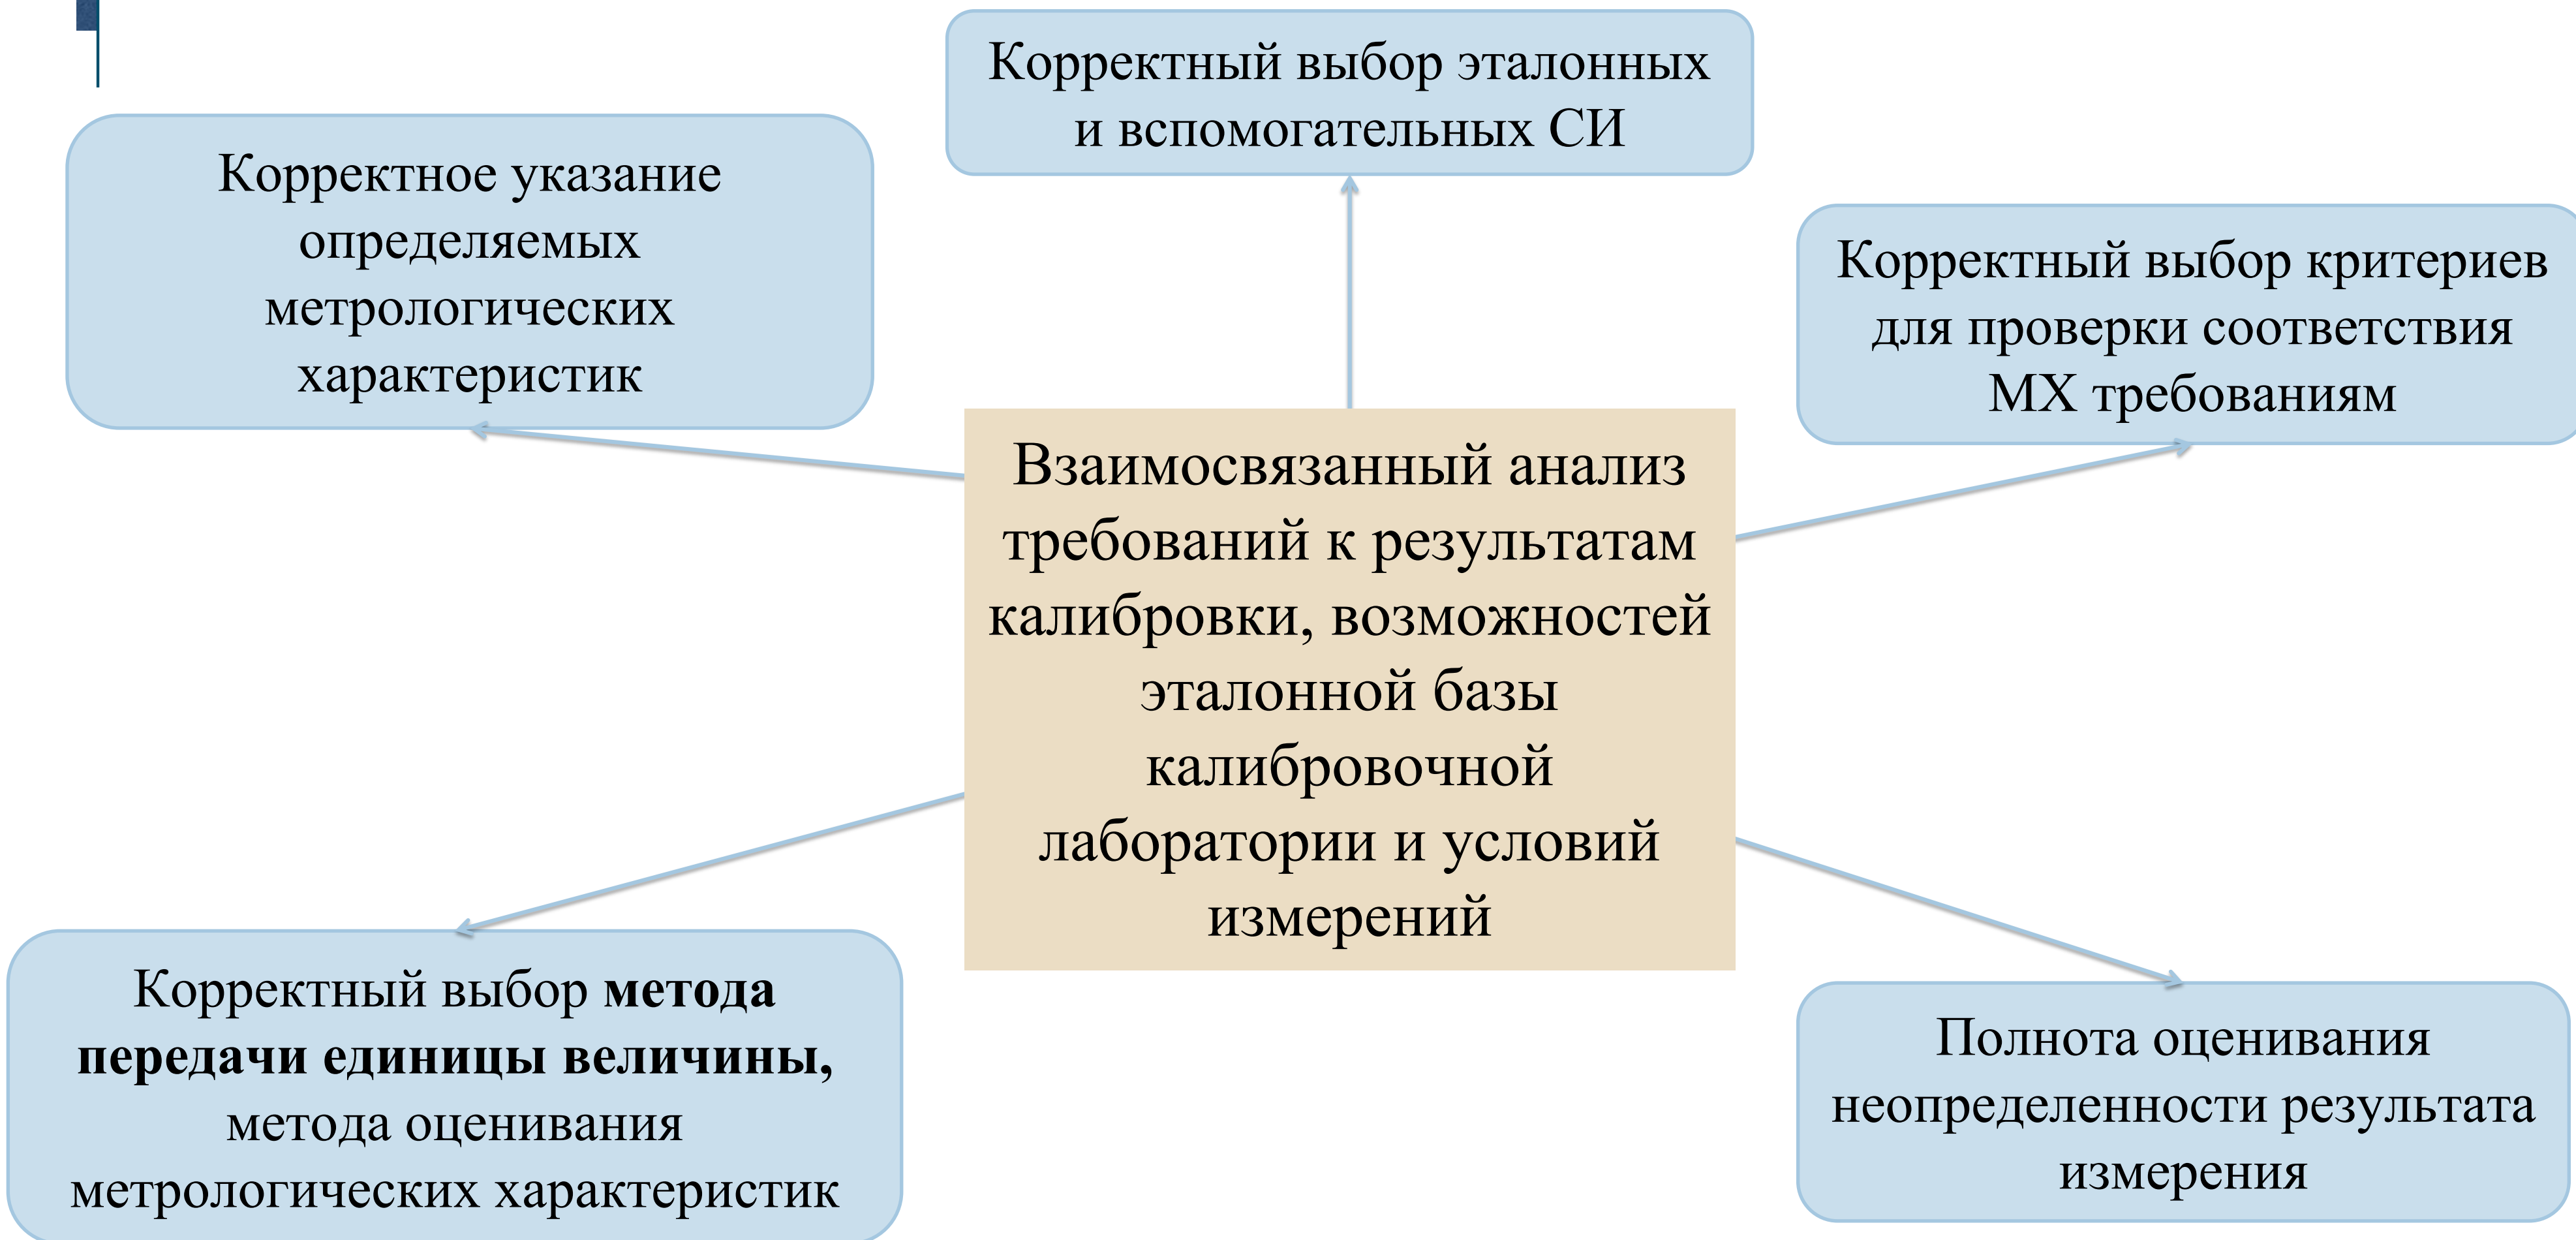 Корректный выбор эталонных
и вспомогательных СИ
Корректное указание
определяемых
метрологических
характеристик
Корректный выбор критериев
для проверки соответствия
МХ требованиям
Взаимосвязанный анализ
требований к результатам
калибровки, возможностей
эталонной базы
калибровочной
лаборатории и условий
измерений
Корректный выбор метода
передачи единицы величины,
метода оценивания
метрологических характеристик
Полнота оценивания
неопределенности результата
измерения